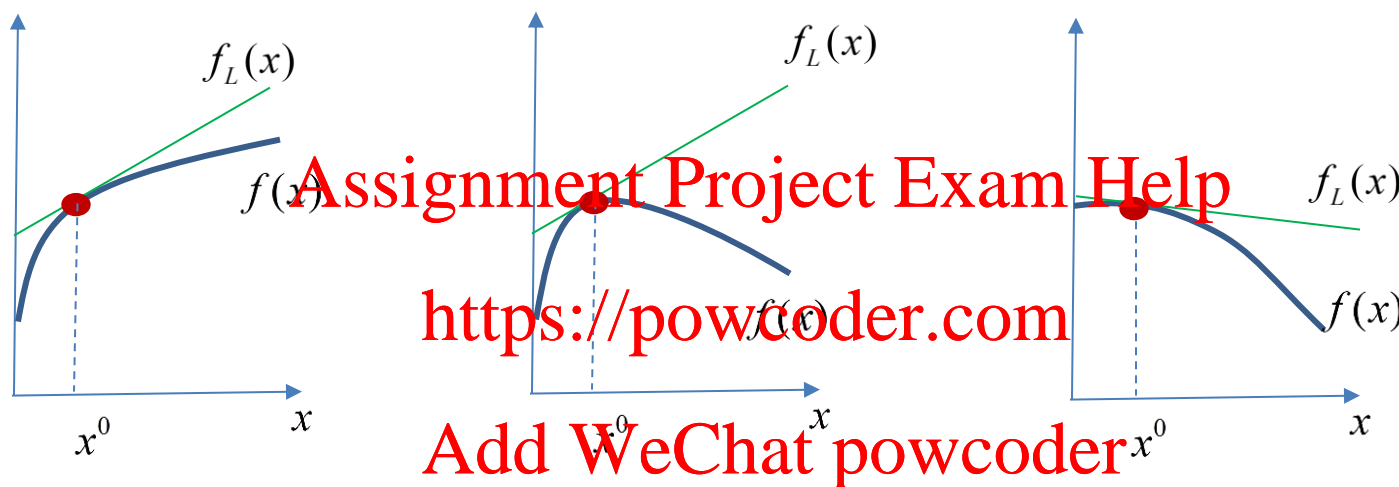 f_L(x)
f(x)
x^0
x
f_L(x)
f(x)
x^0
x
f_L(x)
f(x)
x^0
x
Assignment Project Exam Help
https://powcoder.com
Add WeChat powcoder